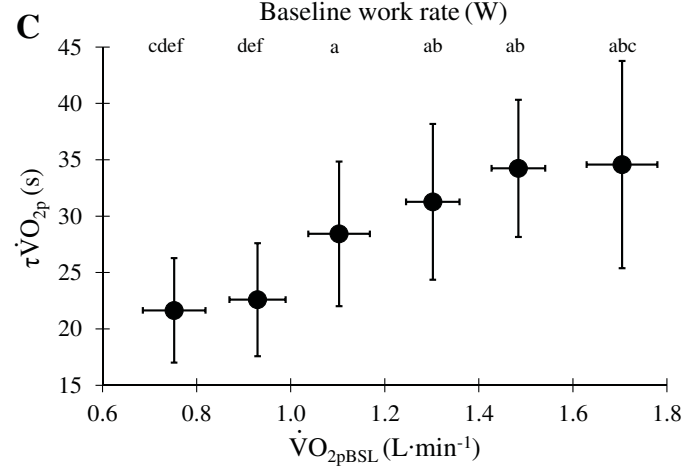 Baseline work rate (W)
C
cdef def a ab ab abc
45
40
35
30
25
20
15
τV̇O₂p (s)
0.6 0.8 1.0 1.2 1.4 1.6 1.8
V̇O₂pBSL (L·min⁻¹)